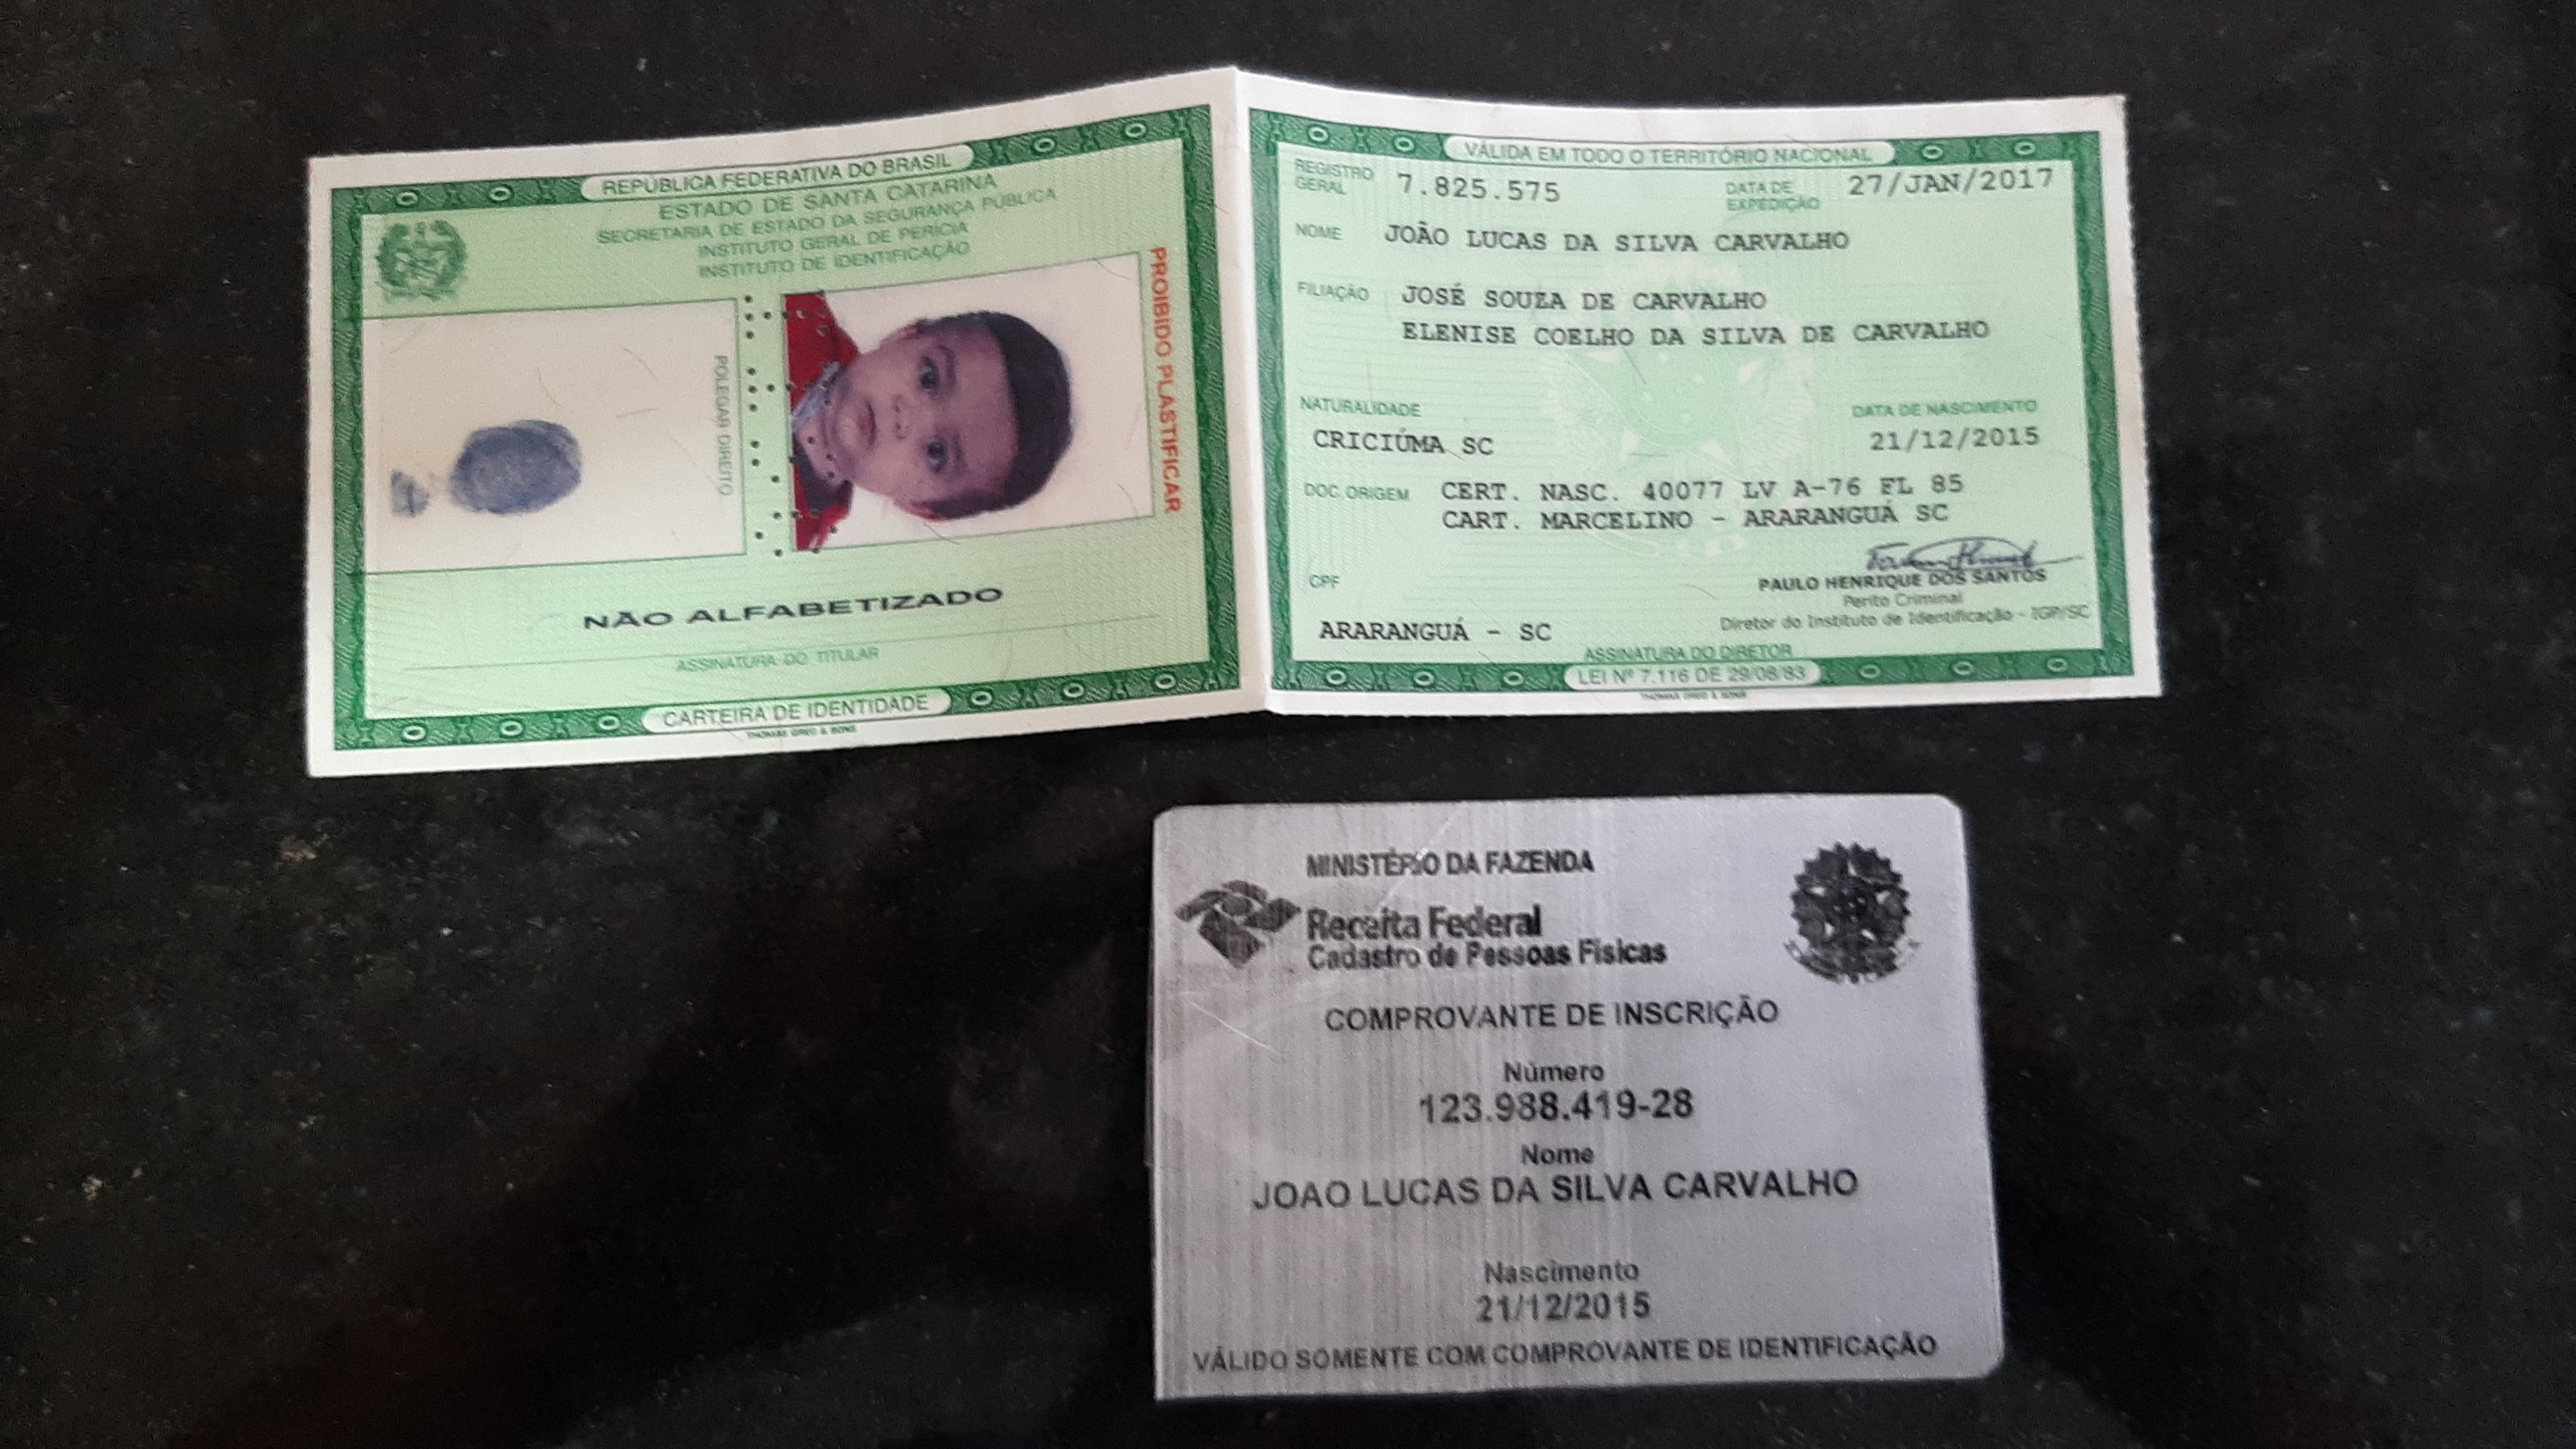 REPÚBLICA FEDERATIVA DO BRASIL
ESTADO DE SANTA CATARINA
SECRETARIA DE ESTADO DA SEGURANÇA PÚBLICA
INSTITUTO GERAL DE PERÍCIA
INSTITUTO DE IDENTIFICAÇÃO
POLEGAR DIREITO
PROIBIDO PLASTIFICAR
NÃO ALFABETIZADO
ASSINATURA DO TITULAR
CARTEIRA DE IDENTIDADE
THOMAS GREG & SONS
VÁLIDA EM TODO O TERRITÓRIO NACIONAL
REGISTRO GERAL 7.825.575 DATA DE EXPEDIÇÃO 27/JAN/2017
NOME JOÃO LUCAS DA SILVA CARVALHO
FILIAÇÃO JOSÉ SOUZA DE CARVALHO
ELENISE COELHO DA SILVA DE CARVALHO
NATURALIDADE DATA DE NASCIMENTO
CRICIÚMA SC 21/12/2015
DOC. ORIGEM CERT. NASC. 40077 LV A-76 FL 85
CART. MARCELINO - ARARANGUÁ SC
CPF
PAULO HENRIQUE DOS SANTOS
Perito Criminal
Diretor do Instituto de Identificação - IGP/SC
ARARANGUÁ - SC
ASSINATURA DO DIRETOR
LEI Nº 7.116 DE 29/08/83
THOMAS GREG & SONS
MINISTÉRIO DA FAZENDA
Receita Federal
Cadastro de Pessoas Físicas
COMPROVANTE DE INSCRIÇÃO
Número
123.988.419-28
Nome
JOAO LUCAS DA SILVA CARVALHO
Nascimento
21/12/2015
VÁLIDO SOMENTE COM COMPROVANTE DE IDENTIFICAÇÃO